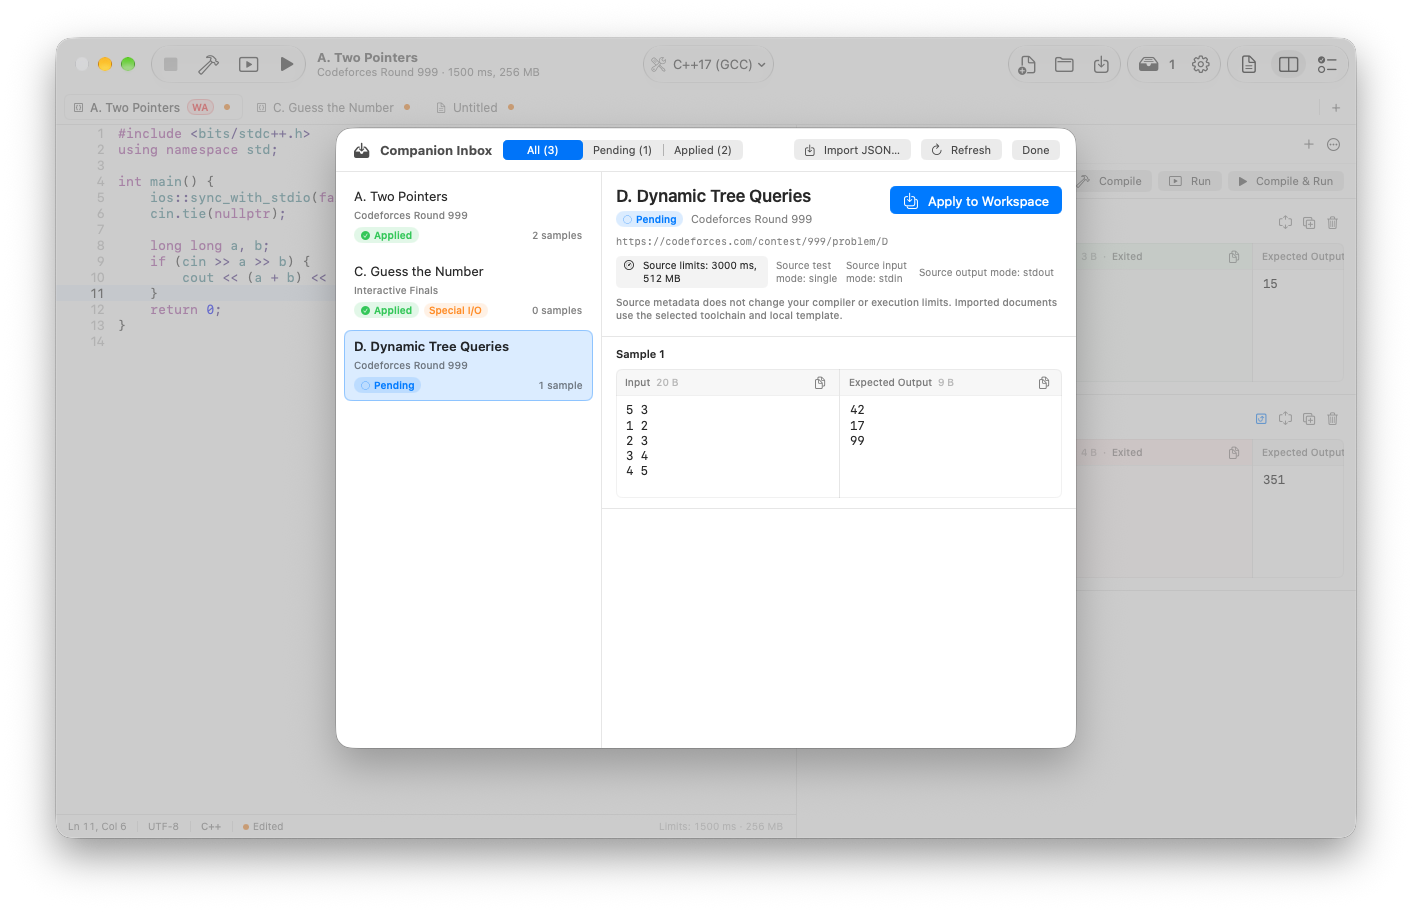 A. Two Pointers
Codeforces Round 999 · 1500 ms, 256 MB
C++17 (GCC)
1
A. Two Pointers WA
C. Guess the Number
Untitled
1 #include <bits/stdc++.h>
2 using namespace std;
3
4 int main() {
5 ios::sync_with_stdio(fa
6 cin.tie(nullptr);
7
8 long long a, b;
9 if (cin >> a >> b) {
10 cout << (a + b) <<
11 }
12 return 0;
13 }
14
Companion Inbox
All (3)
Pending (1)
Applied (2)
Import JSON...
Refresh
Done
A. Two Pointers
Codeforces Round 999
Applied
2 samples
C. Guess the Number
Interactive Finals
Applied
Special I/O
0 samples
D. Dynamic Tree Queries
Codeforces Round 999
Pending
1 sample
D. Dynamic Tree Queries
Apply to Workspace
Pending
Codeforces Round 999
https://codeforces.com/contest/999/problem/D
Source limits: 3000 ms,
512 MB
Source test
mode: single
Source input
mode: stdin
Source output mode: stdout
Source metadata does not change your compiler or execution limits. Imported documents
use the selected toolchain and local template.
Sample 1
Input 20 B
Expected Output 9 B
5 3
1 2
2 3
3 4
4 5
42
17
99
Compile
Run
Compile & Run
3 B · Exited
Expected Output
15
4 B · Exited
Expected Output
351
Ln 11, Col 6
UTF-8
C++
Edited
Limits: 1500 ms · 256 MB